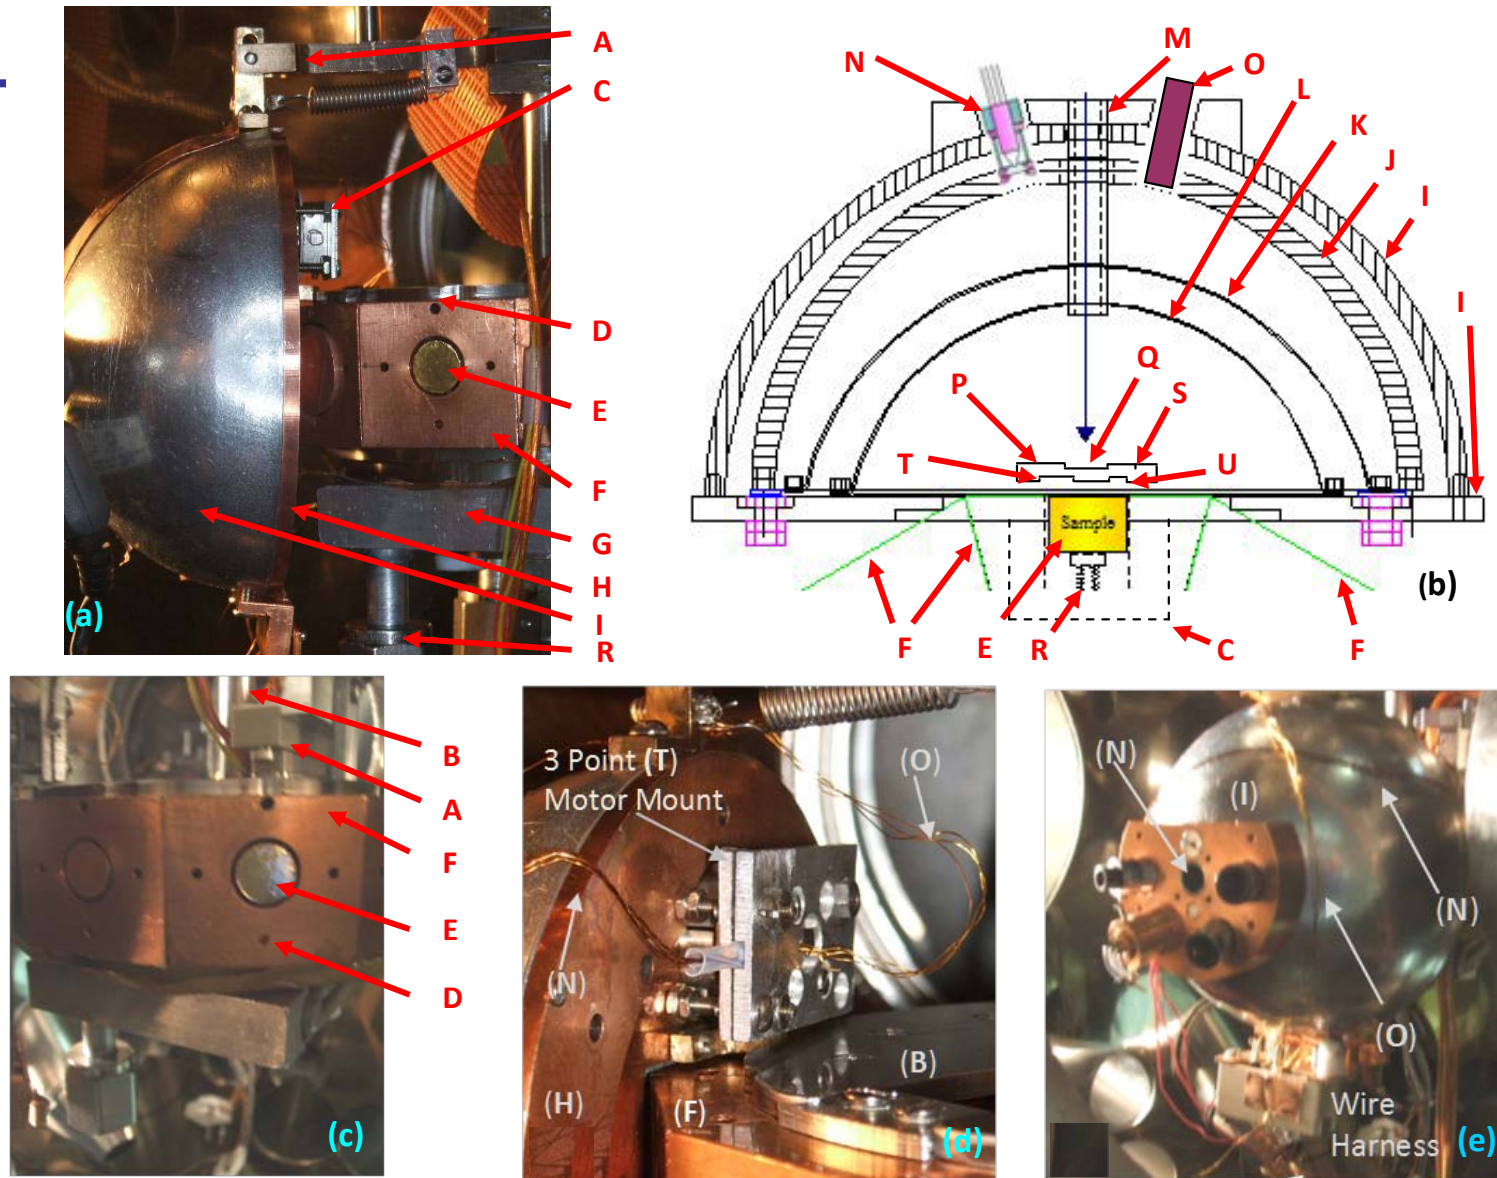 A
C
D
E
F
G
H
I
R
(a)
N
M
O
L
K
J
I
I
P
Q
S
T
U
Sample
F
E
R
C
F
(b)
B
A
F
E
D
(c)
3 Point (T)
Motor Mount
(O)
(N)
(B)
(H)
(F)
(d)
(N)
(I)
(N)
(O)
Wire
Harness
(e)